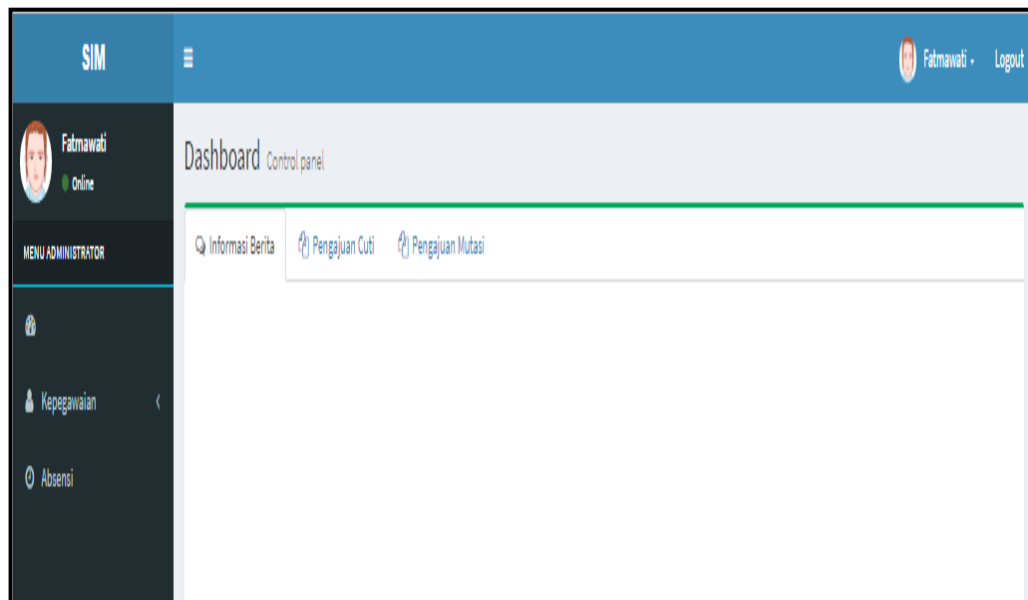 SIM
Fatmawati
Logout
Fatmawati
Online
MENU ADMINISTRATOR
Kepegawaian
Absensi
Dashboard Control panel
Informasi Berita
Pengajuan Cuti
Pengajuan Mutasi